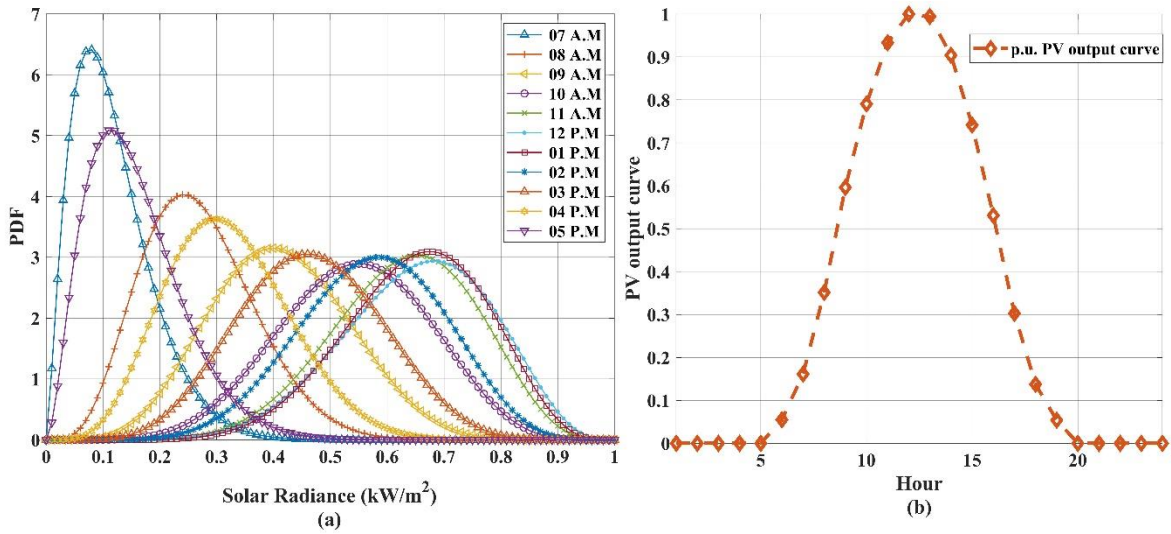 7
6
5
4
3
2
1
0
PDF
0
0.1
0.2
0.3
0.4
0.5
0.6
0.7
0.8
0.9
1
Solar Radiance (kW/m²)
(a)
07 A.M
08 A.M
09 A.M
10 A.M
11 A.M
12 P.M
01 P.M
02 P.M
03 P.M
04 P.M
05 P.M
1
0.9
0.8
0.7
0.6
0.5
0.4
0.3
0.2
0.1
0
PV output curve
5
10
15
20
Hour
(b)
p.u. PV output curve